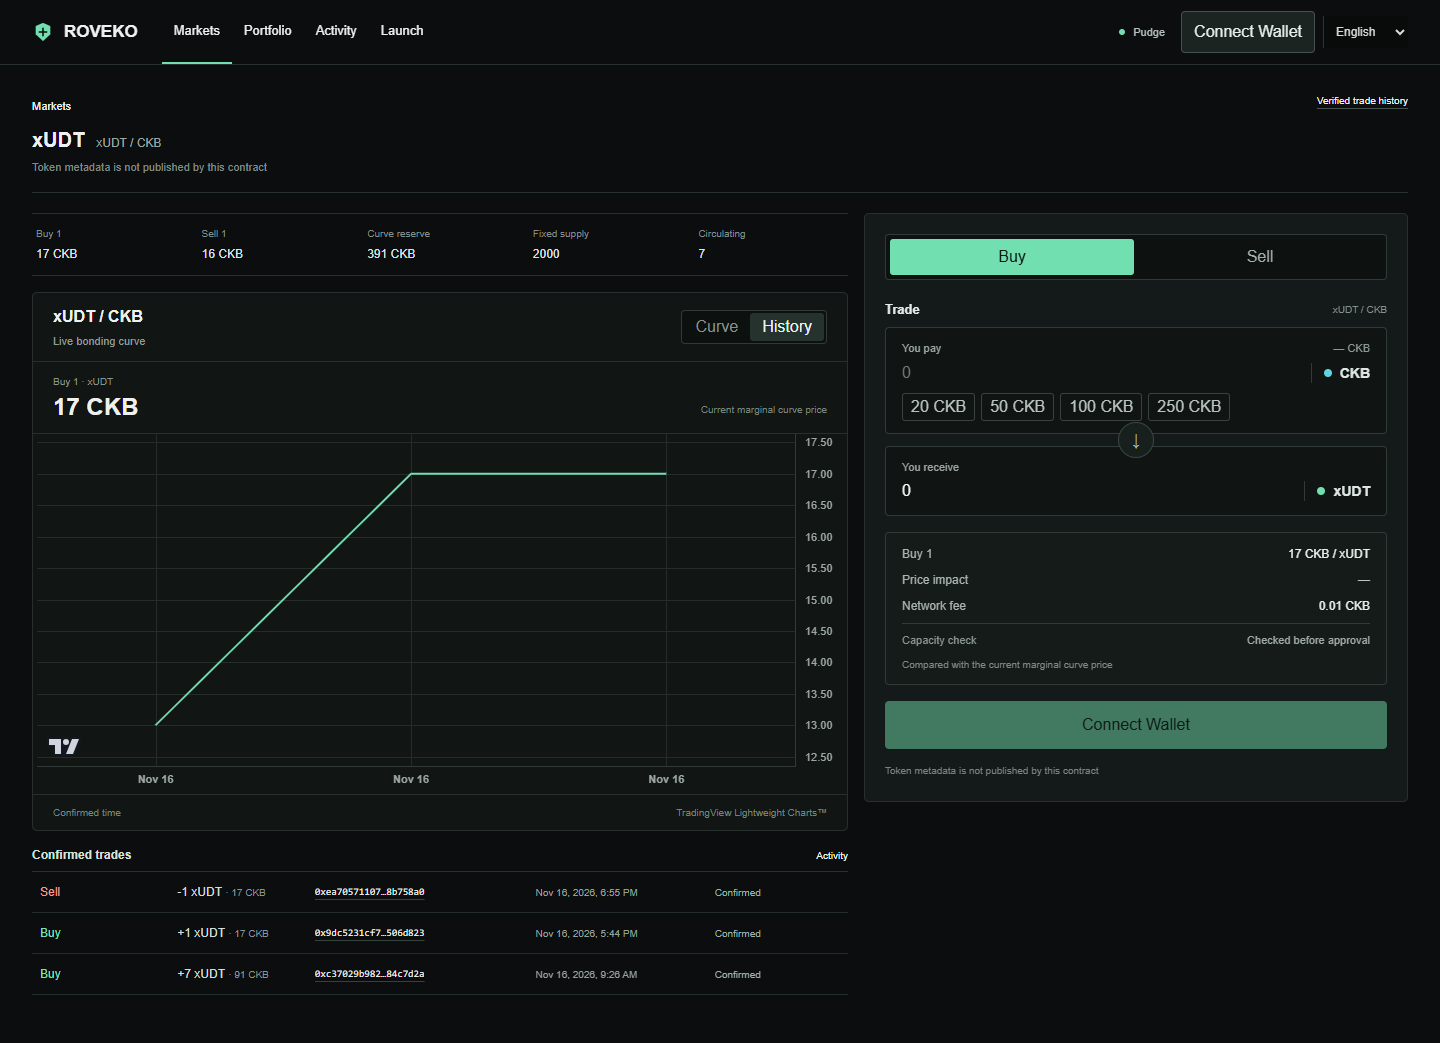 ROVEKO
Markets Portfolio Activity Launch
Pudge
Connect Wallet
English
Markets
Verified trade history
xUDT xUDT / CKB
Token metadata is not published by this contract
Buy 1 Sell 1 Curve reserve Fixed supply Circulating
17 CKB 16 CKB 391 CKB 2000 7
xUDT / CKB
Live bonding curve
Curve History
Buy 1 · xUDT
17 CKB
Current marginal curve price
17.50
17.00
16.50
16.00
15.50
15.00
14.50
14.00
13.50
13.00
12.50
Nov 16 Nov 16 Nov 16
Confirmed time TradingView Lightweight Charts™
Confirmed trades Activity
Sell -1 xUDT · 17 CKB 0xea70571107…8b758a0 Nov 16, 2026, 6:55 PM Confirmed
Buy +1 xUDT · 17 CKB 0x9dc5231cf7…506d823 Nov 16, 2026, 5:44 PM Confirmed
Buy +7 xUDT · 91 CKB 0xc37029b982…84c7d2a Nov 16, 2026, 9:26 AM Confirmed
Buy Sell
Trade xUDT / CKB
You pay — CKB
0 CKB
20 CKB 50 CKB 100 CKB 250 CKB
↓
You receive
0 xUDT
Buy 1 17 CKB / xUDT
Price impact —
Network fee 0.01 CKB
Capacity check Checked before approval
Compared with the current marginal curve price
Connect Wallet
Token metadata is not published by this contract